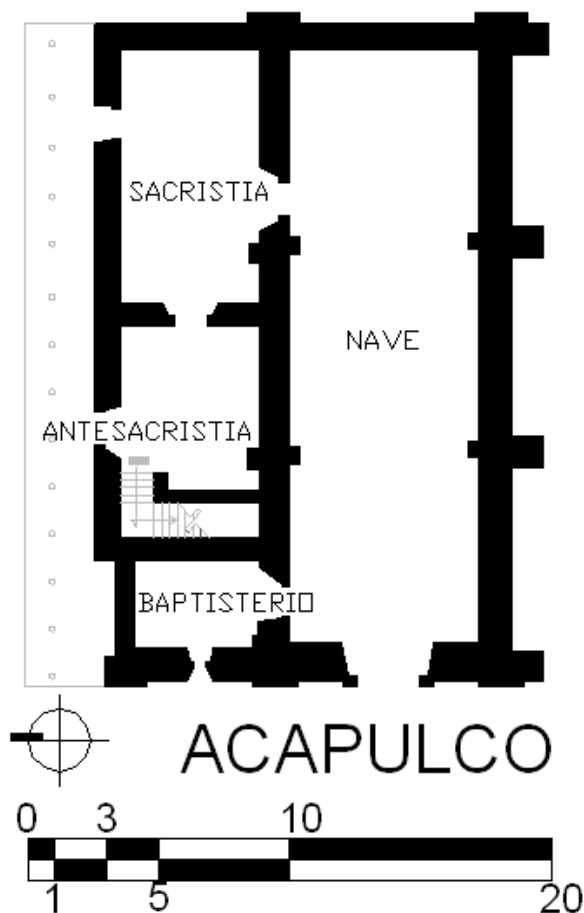 SACRISTIA
NAVE
ANTESACRISTIA
BAPTISTERIO
ACAPULCO
0 3 10
1 5 20